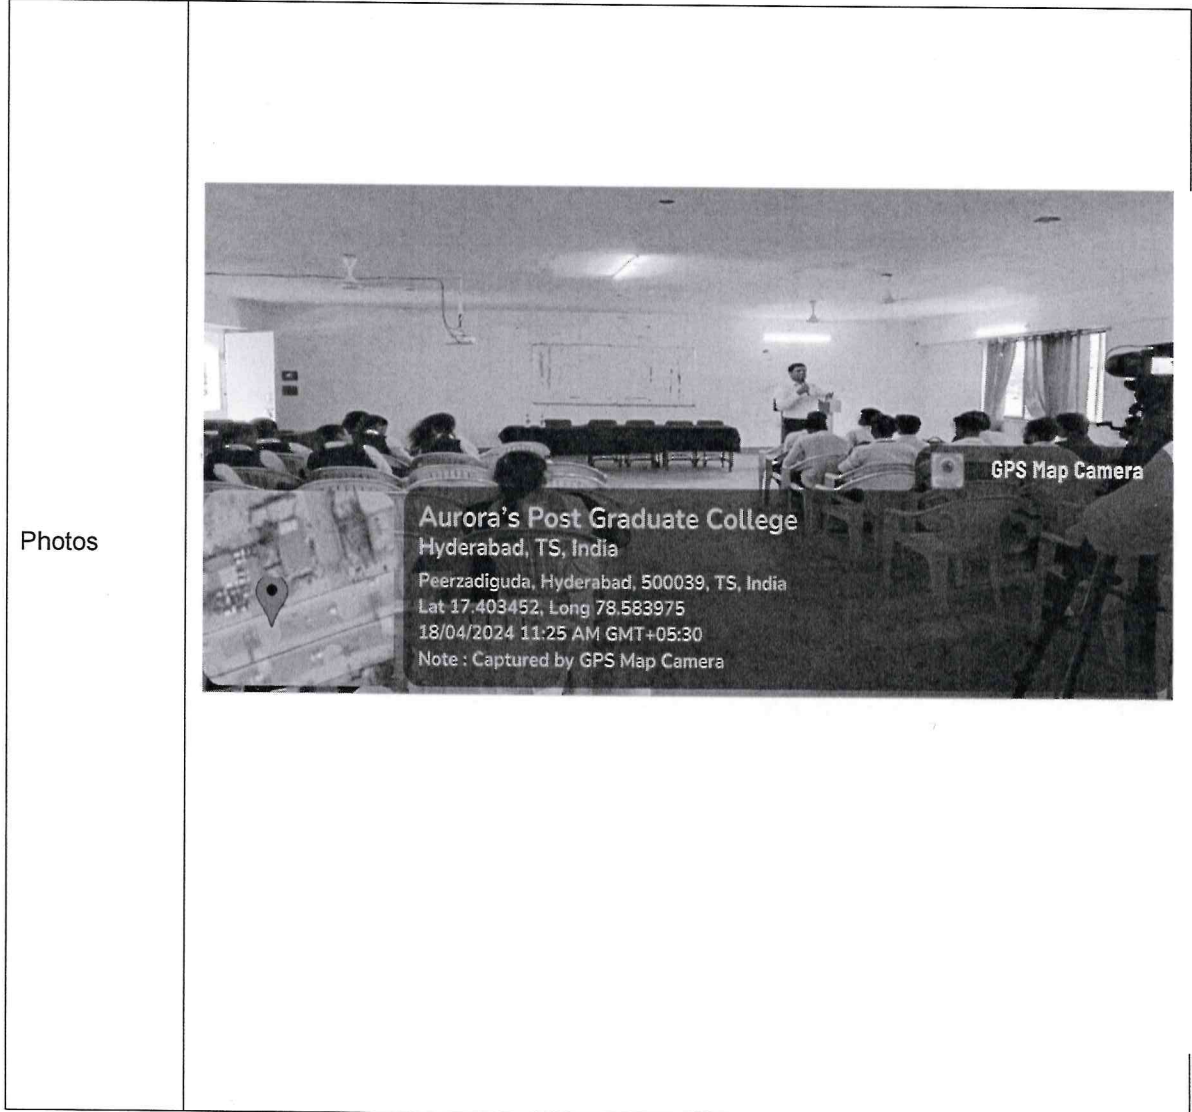 Photos
GPS Map Camera
Aurora's Post Graduate College
Hyderabad, TS, India
Peerzadiguda, Hyderabad, 500039, TS, India
Lat 17.403452, Long 78.583975
18/04/2024 11:25 AM GMT+05:30
Note : Captured by GPS Map Camera